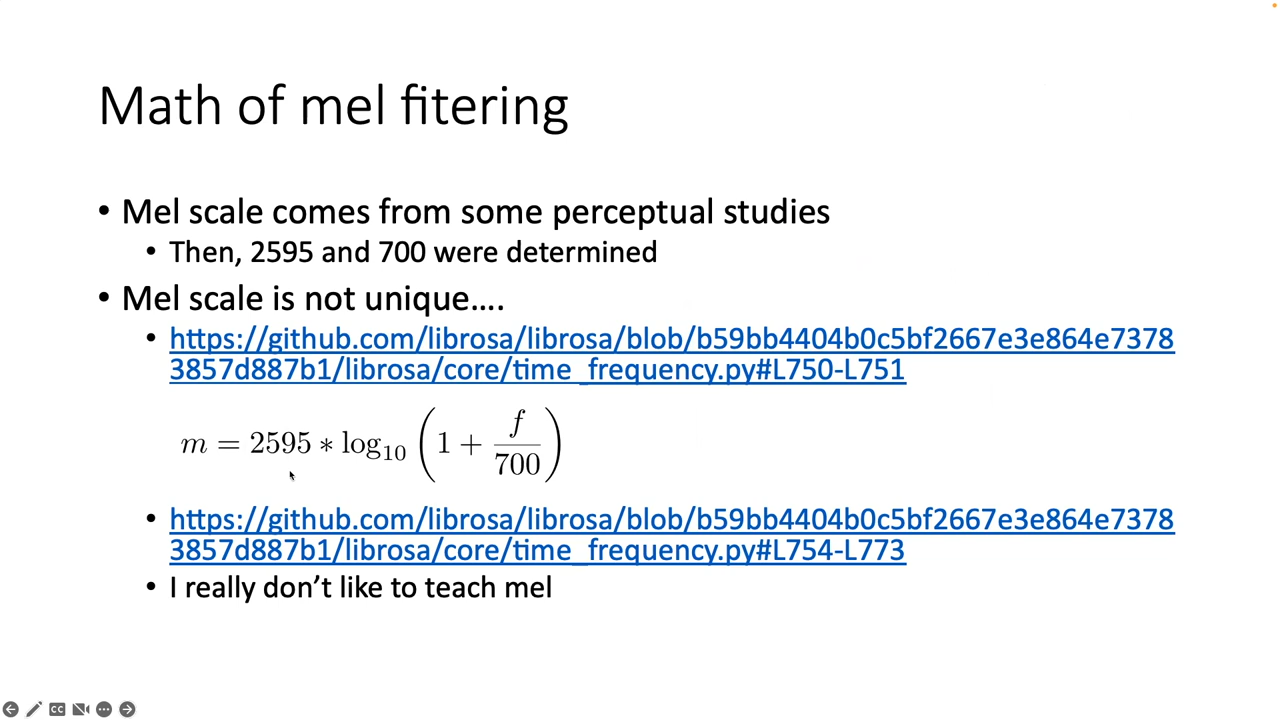 Math of mel fitering
• Mel scale comes from some perceptual studies
• Then, 2595 and 700 were determined
• Mel scale is not unique….
• https://github.com/librosa/librosa/blob/b59bb4404b0c5bf2667e3e864e7378
3857d887b1/librosa/core/time_frequency.py#L750-L751
m = 2595 ∗ log₁₀ (1 + f/700)
• https://github.com/librosa/librosa/blob/b59bb4404b0c5bf2667e3e864e7378
3857d887b1/librosa/core/time_frequency.py#L754-L773
• I really don’t like to teach mel
CC